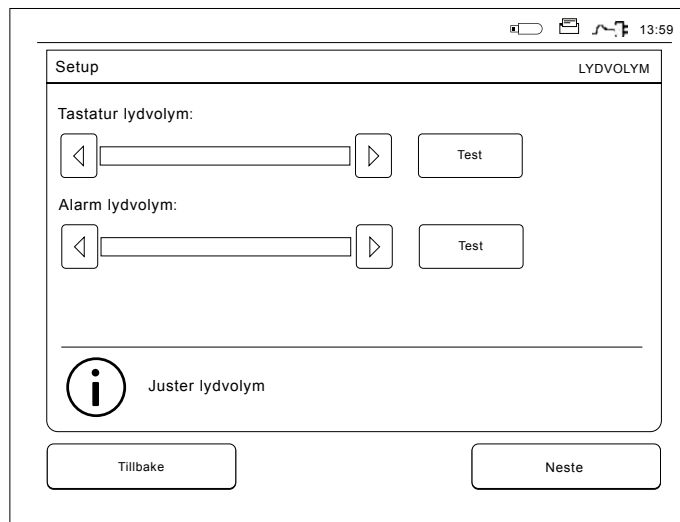 13:59
Setup LYDVOLYM
Tastatur lydvolym:
Test
Alarm lydvolym:
Test
Juster lydvolym
Tillbake Neste